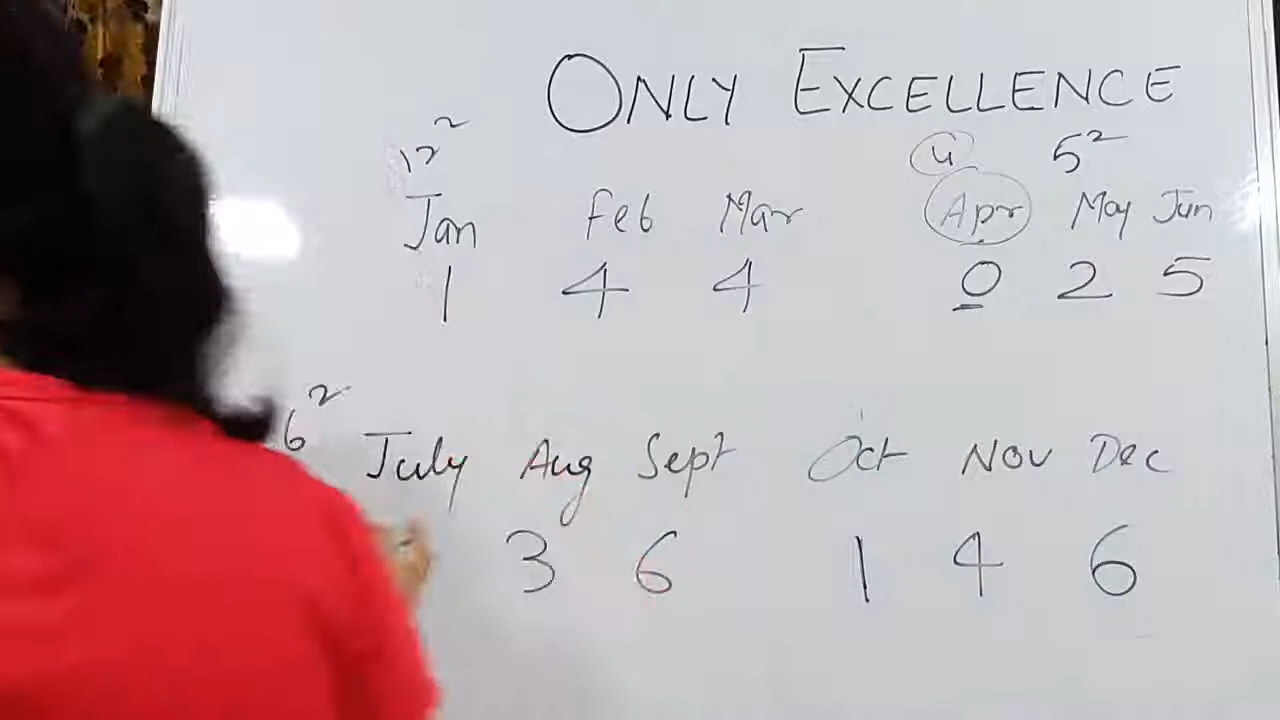 ONLY EXCELLENCE
12² 4 5²
Jan Feb Mar Apr May Jun
1 4 4 0 2 5
6² July Aug Sept Oct Nov Dec
3 6 1 4 6